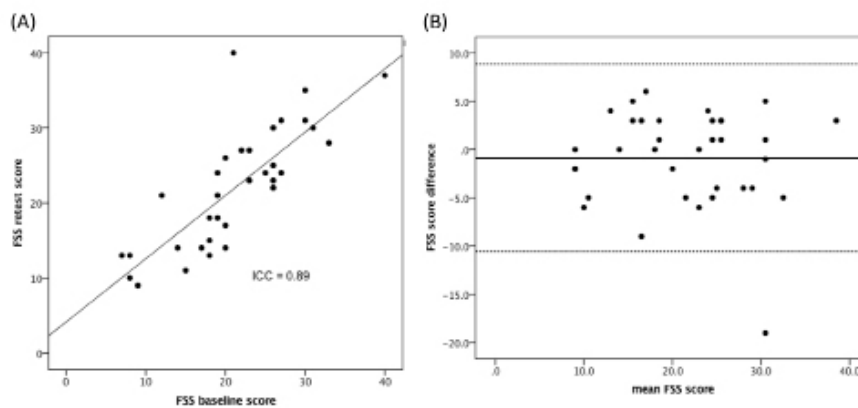 (A)
40
30
20
10
0
FSS retest score
ICC = 0.89
0 10 20 30 40
FSS baseline score
(B)
10.0
5.0
.0
-5.0
-10.0
-15.0
-20.0
FSS score difference
.0 10.0 20.0 30.0 40.0
mean FSS score